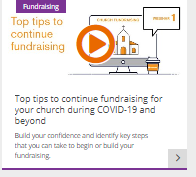 Fundraising
Top tips to
continue
fundraising
CHURCH FUNDRAISING
WEBINAR 1
Top tips to continue fundraising for
your church during COVID-19 and
beyond
Build your confidence and identify key steps
that you can take to begin or build your
fundraising.